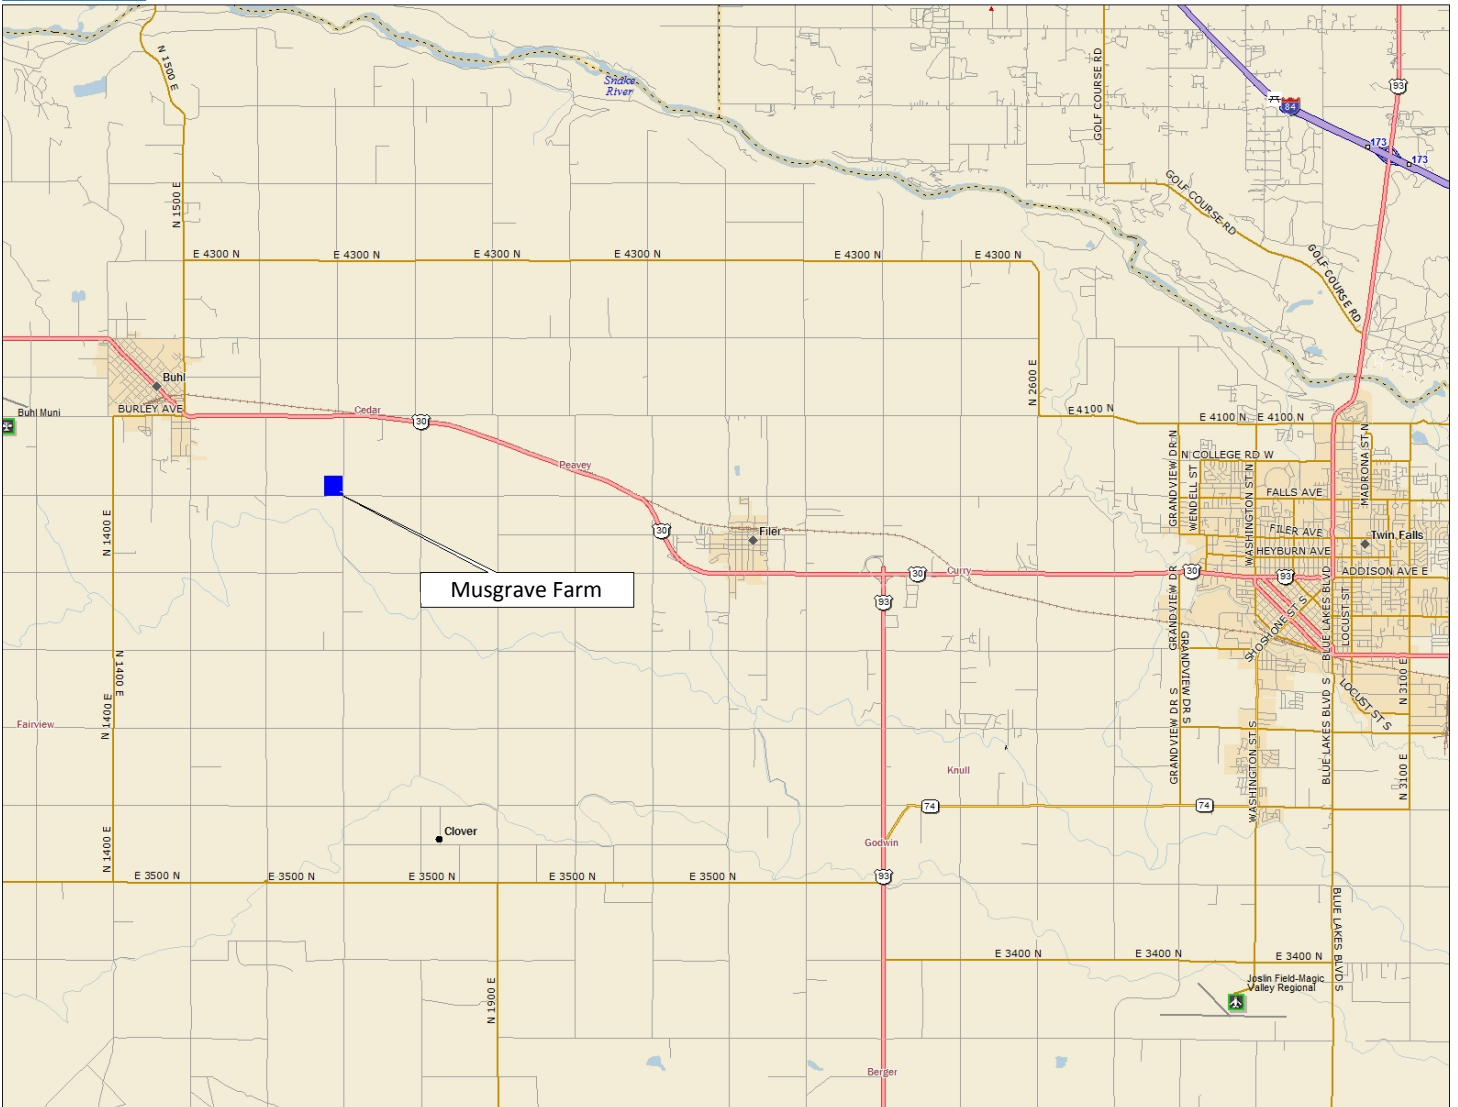 N 1500 E
Snake
River
GOLF COURSE RD
93
84
173
173
N 1500 E
GOLF COURSE RD
E 4300 N
E 4300 N
E 4300 N
E 4300 N
E 4300 N
E 4300 N
GOLF COURSE RD
Buhl
N 2600 E
Buhl Muni
BURLEY AVE
Cedar
30
E4100 N
E 4100 N
E 4100 N
Peavey
GRANDVIEW DR N
N COLLEGE RD W
WENDELL ST
WASHINGTON ST N
MADRONA ST N
FALLS AVE
N 1400 E
30
Filer
FILER AVE
Twin Falls
HEYBURN AVE
Musgrave Farm
30
Curry
30
93
ADDISON AVE E
93
GRANDVIEW DR
SHOSHONE ST S
BLUE LAKES BLVD
LOCUST ST
N 1400 E
GRANDVIEW DR S
N 3100 E
LOCUST ST S
Fairview
N 1400 E
GRANDVIEW DR S
WASHINGTON ST S
BLUE LAKES BLVD S
N 3100 E
Knull
74
74
Clover
Godwin
N 1400 E
E 3500 N
E 3500 N
E 3500 N
E 3500 N
E 3500 N
93
BLUE LAKES BLVD S
E 3400 N
E 3400 N
E 3400 N
N 1900 E
Joslin Field-Magic
Valley Regional
Berger